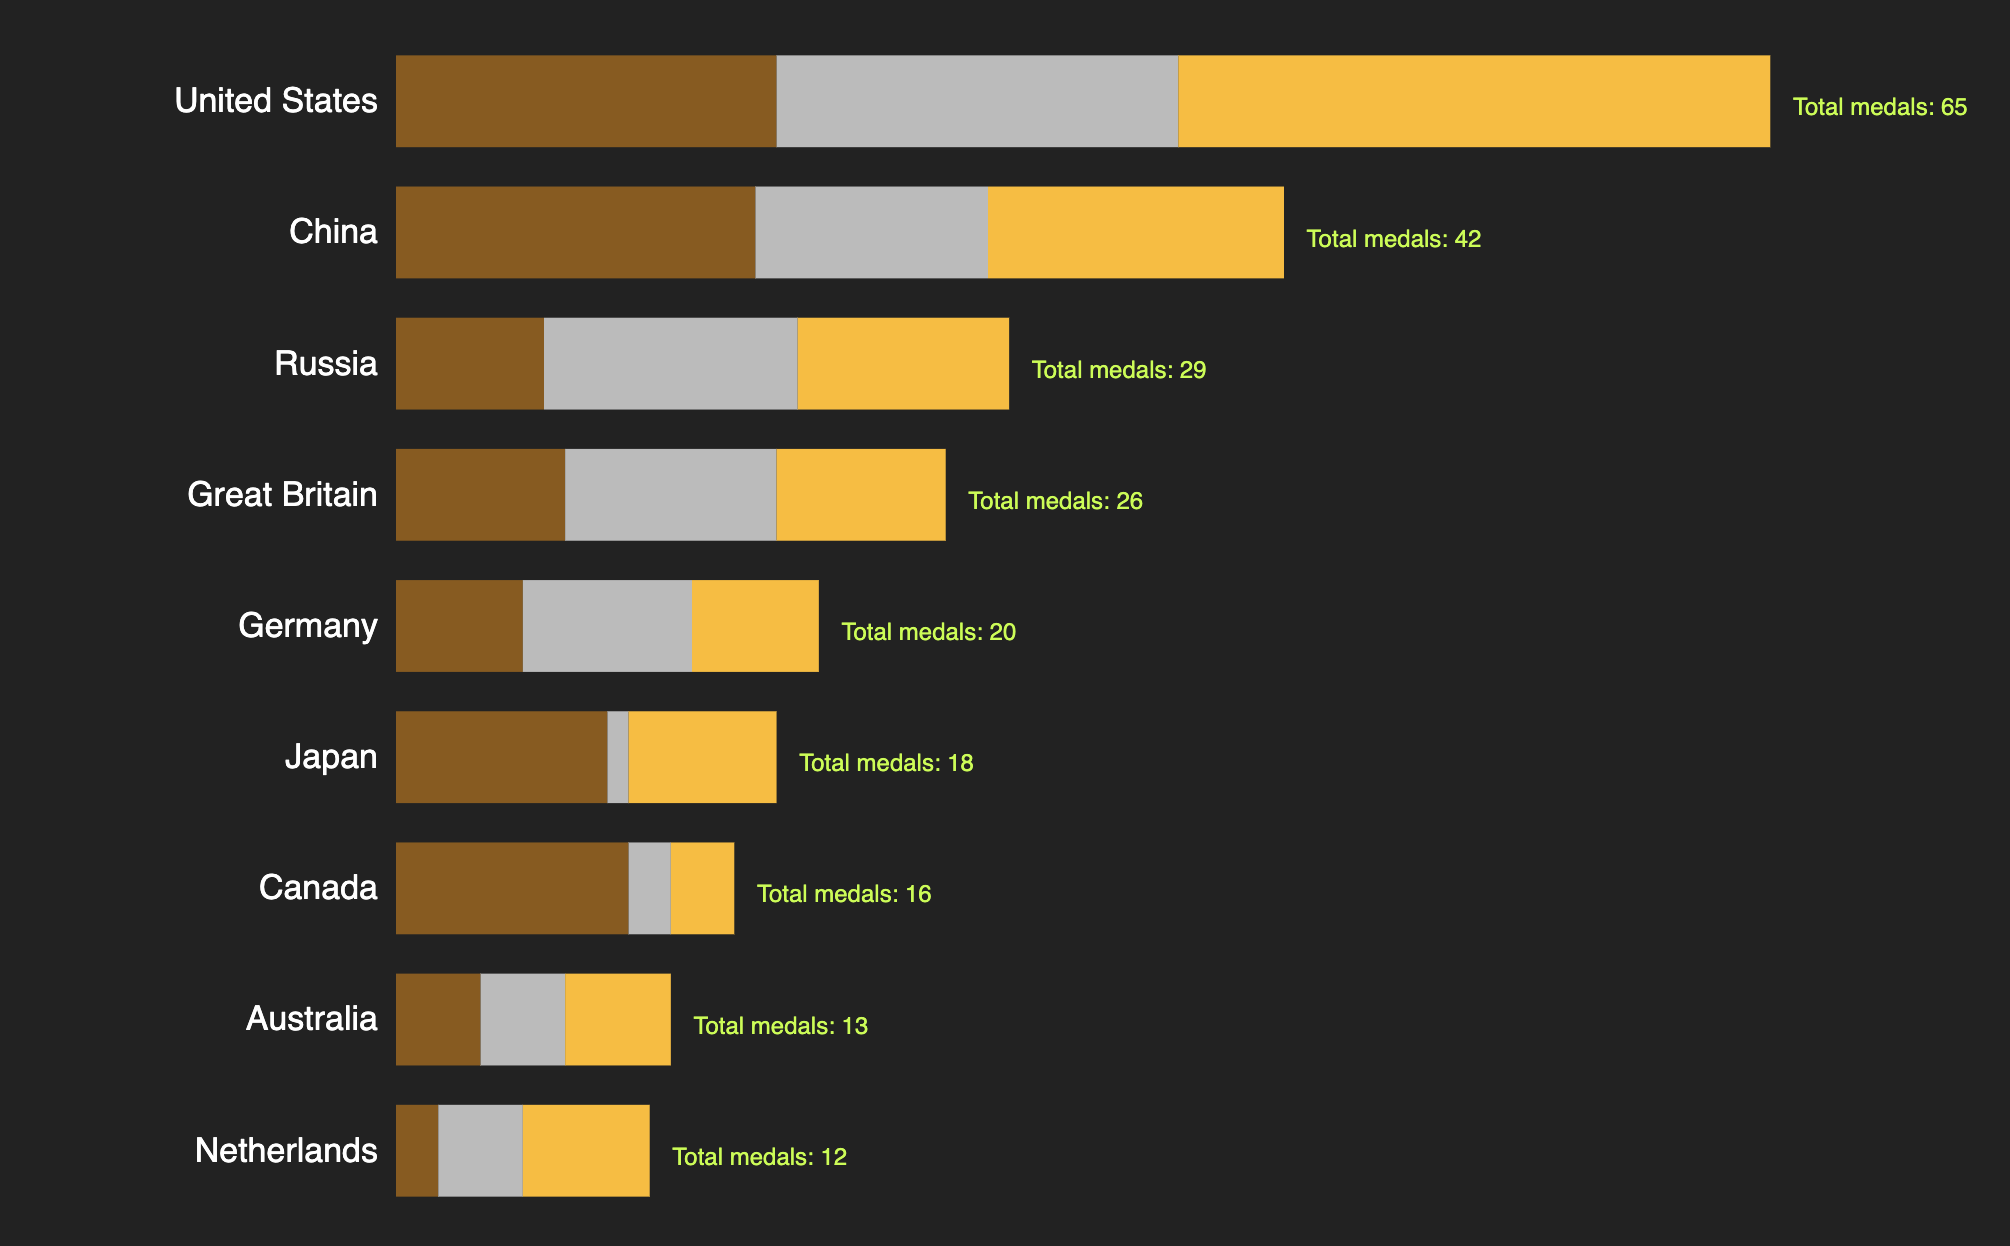 United States
Total medals: 65
China
Total medals: 42
Russia
Total medals: 29
Great Britain
Total medals: 26
Germany
Total medals: 20
Japan
Total medals: 18
Canada
Total medals: 16
Australia
Total medals: 13
Netherlands
Total medals: 12